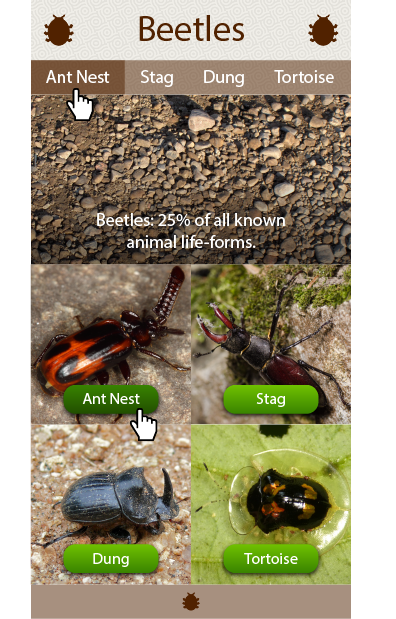 Beetles
Ant Nest Stag Dung Tortoise
Beetles: 25% of all known
animal life-forms.
Ant Nest Stag
Dung Tortoise